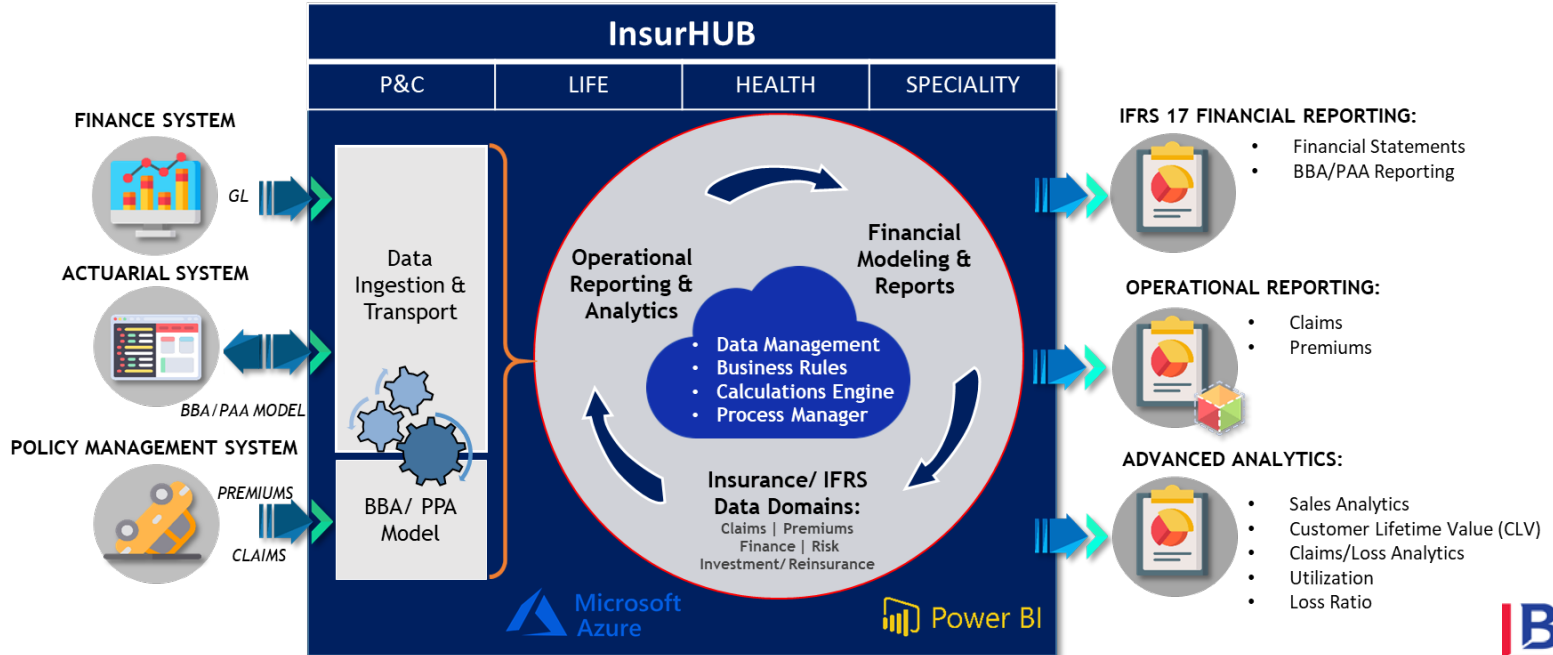 InsurHUB
P&C
LIFE
HEALTH
SPECIALITY
FINANCE SYSTEM
GL
ACTUARIAL SYSTEM
BBA/PAA MODEL
POLICY MANAGEMENT SYSTEM
PREMIUMS
CLAIMS
Data
Ingestion &
Transport
BBA/ PPA
Model
Operational
Reporting &
Analytics
Financial
Modeling &
Reports
• Data Management
• Business Rules
• Calculations Engine
• Process Manager
Insurance/ IFRS
Data Domains:
Claims | Premiums
Finance | Risk
Investment/ Reinsurance
Microsoft
Azure
Power BI
IFRS 17 FINANCIAL REPORTING:
• Financial Statements
• BBA/PAA Reporting
OPERATIONAL REPORTING:
• Claims
• Premiums
ADVANCED ANALYTICS:
• Sales Analytics
• Customer Lifetime Value (CLV)
• Claims/Loss Analytics
• Utilization
• Loss Ratio
B